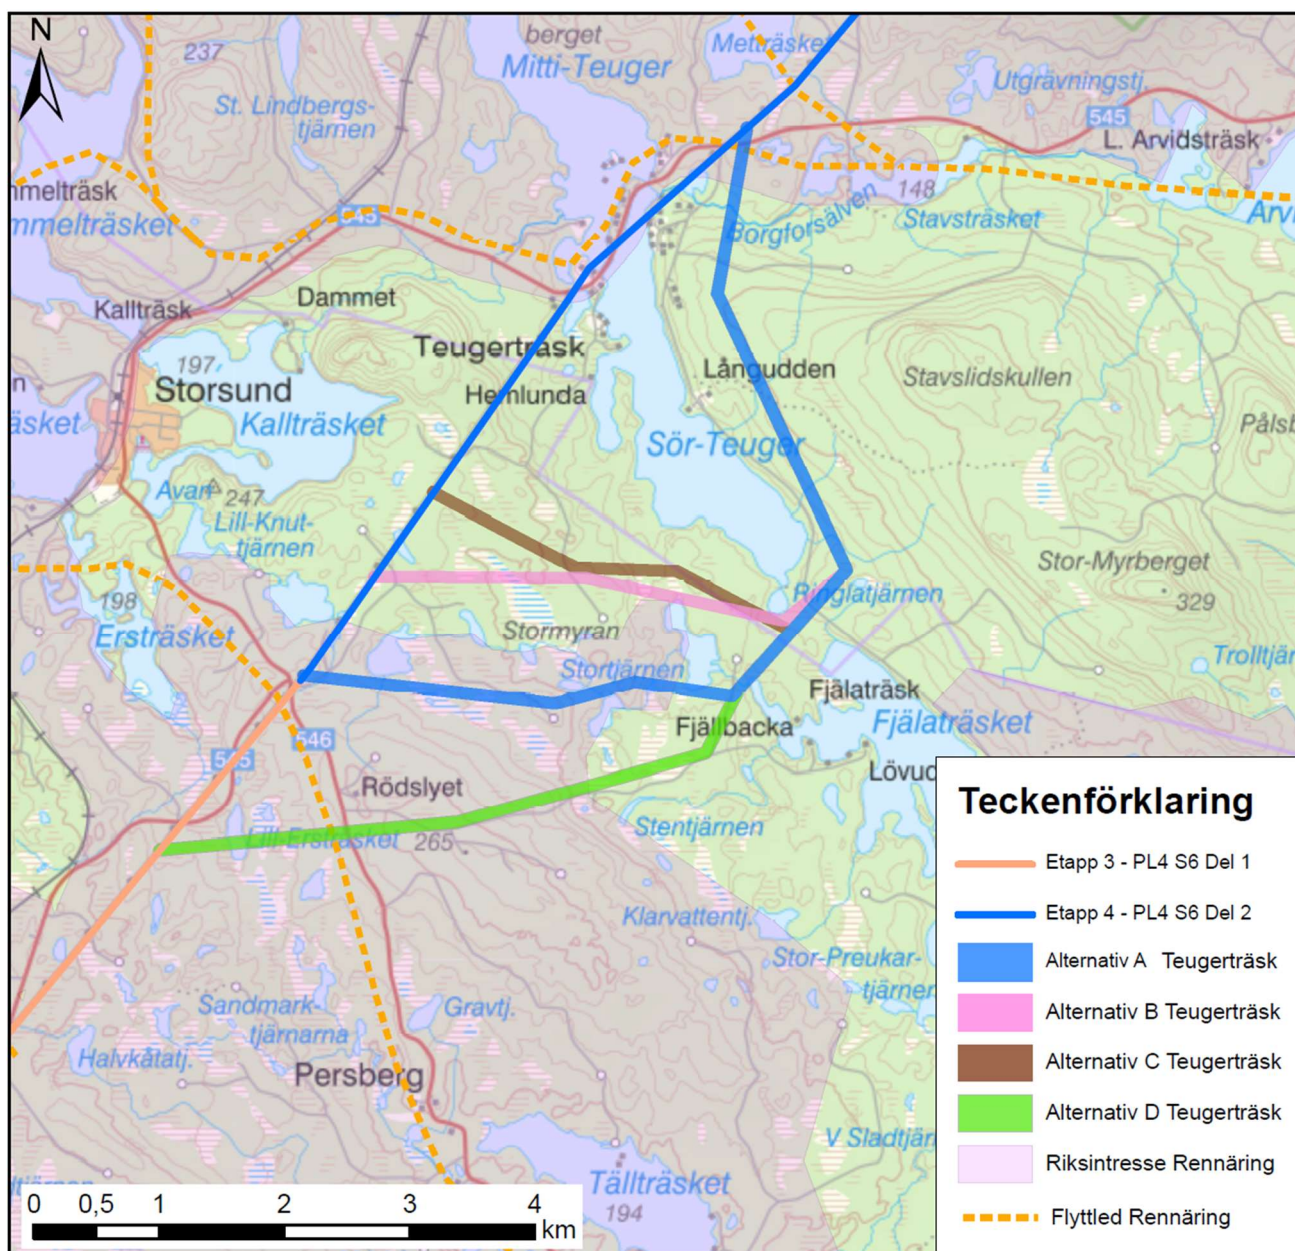 N
237
berget
Mitti-Teuger
Metträsket
Utgrävningstj.
St. Lindbergs-
tjärnen
545
L. Arvidsträsk
mmelträsk
mmelträsket
148
Borgforsälven
Stavsträsket
Arvi
Kallträsk
Dammet
Teugerträsk
197
Storsund
Hemlunda
Långudden
Stavslidskullen
Kallträsket
Sör-Teuger
Pålsb
äsket
Avan
247
Lill-Knut-
tjärnen
Stor-Myrberget
329
198
Ersträsket
Ringlatjärnen
Stormyran
Stortjärnen
Trolltjär
Fjälaträsk
Fjällbacka
Fjälaträsket
546
545
Rödslyet
Lövud
Lill-Ersträsket
265
Stentjärnen
Klarvattentj.
Stor-Preukar-
tjärnen
Sandmark-
tjärnarna
Gravtj.
Halvkåtatj.
Persberg
V Sladtjär
Tällträsket
194
0 0,5 1 2 3 4
km
Teckenförklaring
Etapp 3 - PL4 S6 Del 1
Etapp 4 - PL4 S6 Del 2
Alternativ A Teugerträsk
Alternativ B Teugerträsk
Alternativ C Teugerträsk
Alternativ D Teugerträsk
Riksintresse Rennäring
Flyttled Rennäring